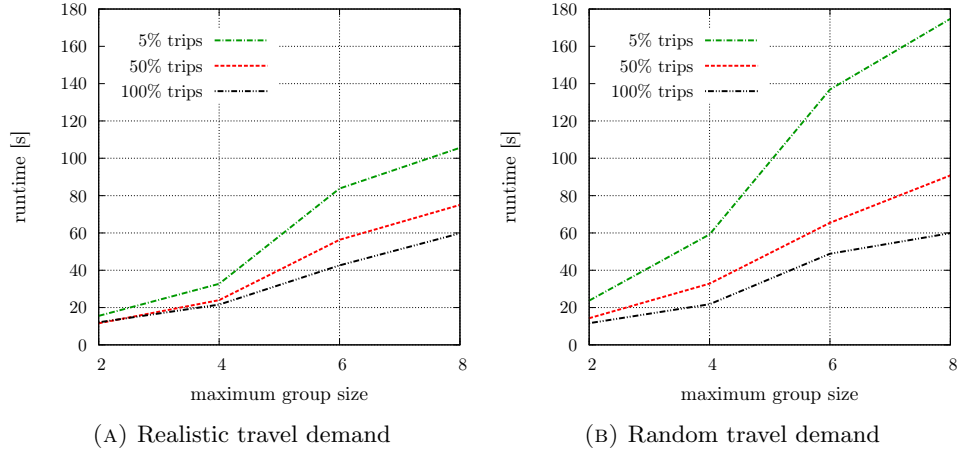 180
160
140
120
100
80
60
40
20
0
runtime [s]
5% trips
50% trips
100% trips
2 4 6 8
maximum group size
(A) Realistic travel demand
180
160
140
120
100
80
60
40
20
0
runtime [s]
5% trips
50% trips
100% trips
2 4 6 8
maximum group size
(B) Random travel demand